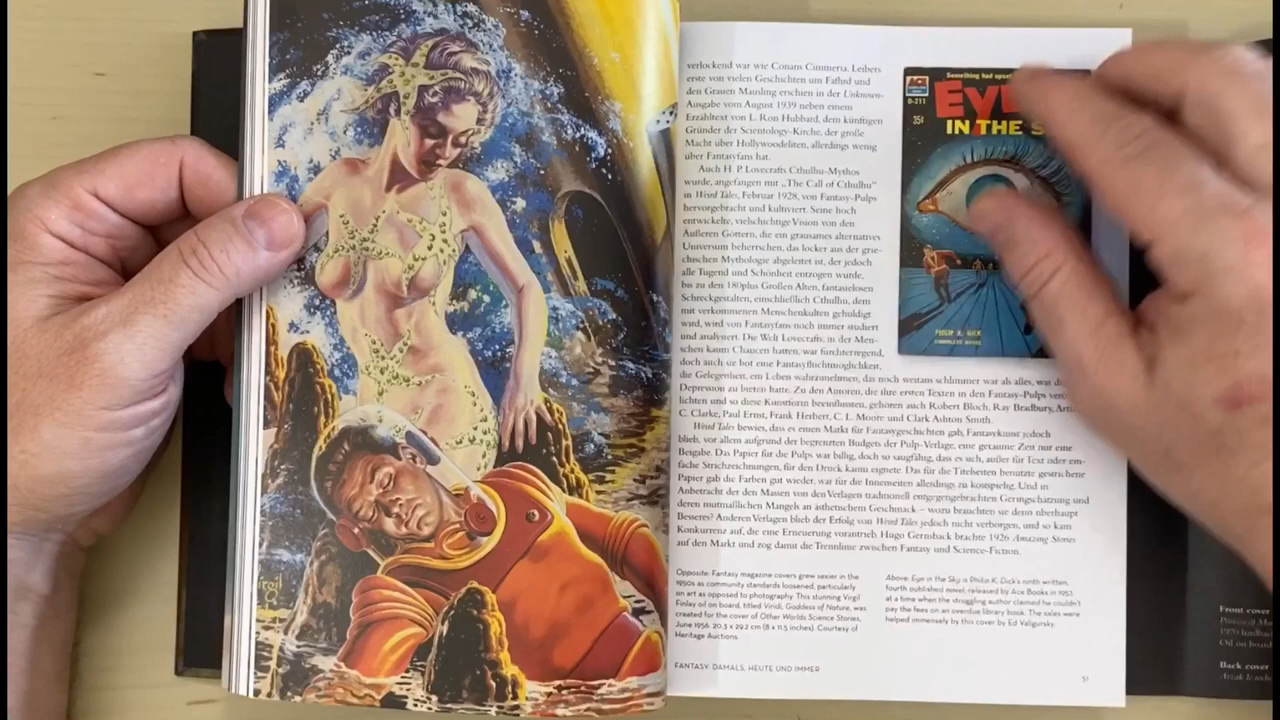 virgil
verlockend war wie Conans Cimmeria. Leibers
erste von vielen Geschichten um Fafhrd und
den Grauen Mausling erschien in der Unknown-
Ausgabe vom August 1939 neben einem
Erzähltext von L. Ron Hubbard, dem künftigen
Gründer der Scientology-Kirche, der große
Macht über Hollywoodeliten, allerdings wenig
über Fantasyfans hat.
Auch H. P. Lovecrafts Cthulhu-Mythos
wurde, angefangen mit „The Call of Cthulhu“
in Weird Tales, Februar 1928, von Fantasy-Pulps
hervorgebracht und kultiviert. Seine hoch
entwickelte, vielschichtige Vision von den
Äußeren Göttern, die ein grausames alternatives
Universum beherrschen, das locker aus der grie-
chischen Mythologie abgeleitet ist, der jedoch
alle Tugend und Schönheit entzogen wurde,
bis zu den 180plus Großen Alten, fantasielosen
Schreckgestalten, einschließlich Cthulhu, dem
mit verkommenen Menschenkulten gehuldigt
wird, wird von Fantasyfans noch immer studiert
und analysiert. Die Welt Lovecrafts, in der Men-
schen kaum Chancen hatten, war furchterregend,
doch auch sie bot eine Fantasyfluchtmöglichkeit,
die Gelegenheit, ein Leben wahrzunehmen, das noch weitaus schlimmer war als alles, was
Depression zu bieten hatte. Zu den Autoren, die ihre ersten Texte in den Fantasy-Pulps
lichten und so diese Kunstform beeinflussten, gehören auch Robert Bloch, Ray Bradbury,
C. Clarke, Paul Ernst, Frank Herbert, C. L. Moore und Clark Ashton Smith.
Weird Tales bewies, dass es einen Markt für Fantasygeschichten gab, Fantasykunst jedoch
blieb, vor allem aufgrund der begrenzten Budgets der Pulp-Verlage, eine geraume Zeit nur eine
Beigabe. Das Papier für die Pulps war billig, doch so saugfähig, dass es sich, außer für Text oder ein-
fache Strichzeichnungen, für den Druck kaum eignete. Das für die Titelseiten benutzte gestrichene
Papier gab die Farben gut wieder, war für die Innenseiten allerdings zu kostspielig. Und in
Anbetracht der den Massen von den Verlagen traditionell entgegengebrachten Geringschätzung und
deren mutmaßlichen Mangels an ästhetischem Geschmack – wozu brauchten sie denn überhaupt
Besseres? Anderen Verlagen blieb der Erfolg von Weird Tales jedoch nicht verborgen, und so kam
Konkurrenz auf, die eine Erneuerung vorantrieb. Hugo Gernsback brachte 1926 Amazing Stories
auf den Markt und zog damit die Trennlinie zwischen Fantasy und Science-Fiction.
Something had
ACE
D-211
35¢
IN THE
PHILIP K. DICK
COMPLETE NOVEL
Opposite: Fantasy magazine covers grew sexier in the
1950s as community standards loosened, particularly
on art as opposed to photography. This stunning Virgil
Finlay oil on board, titled Viridi, Goddess of Nature, was
created for the cover of Other Worlds Science Stories,
June 1956. 20.3 x 29.2 cm (8 x 11.5 inches). Courtesy of
Heritage Auctions.
Above: Eye in the Sky is Philip K. Dick's ninth written,
fourth published novel, released by Ace Books in 1957,
at a time when the struggling author claimed he couldn't
pay the fees on an overdue library book. The sales were
helped immensely by this cover by Ed Valigursky.
FANTASY: DAMALS, HEUTE UND IMMER
51
Front cover
1970 hardback
Oil on board
Back cover